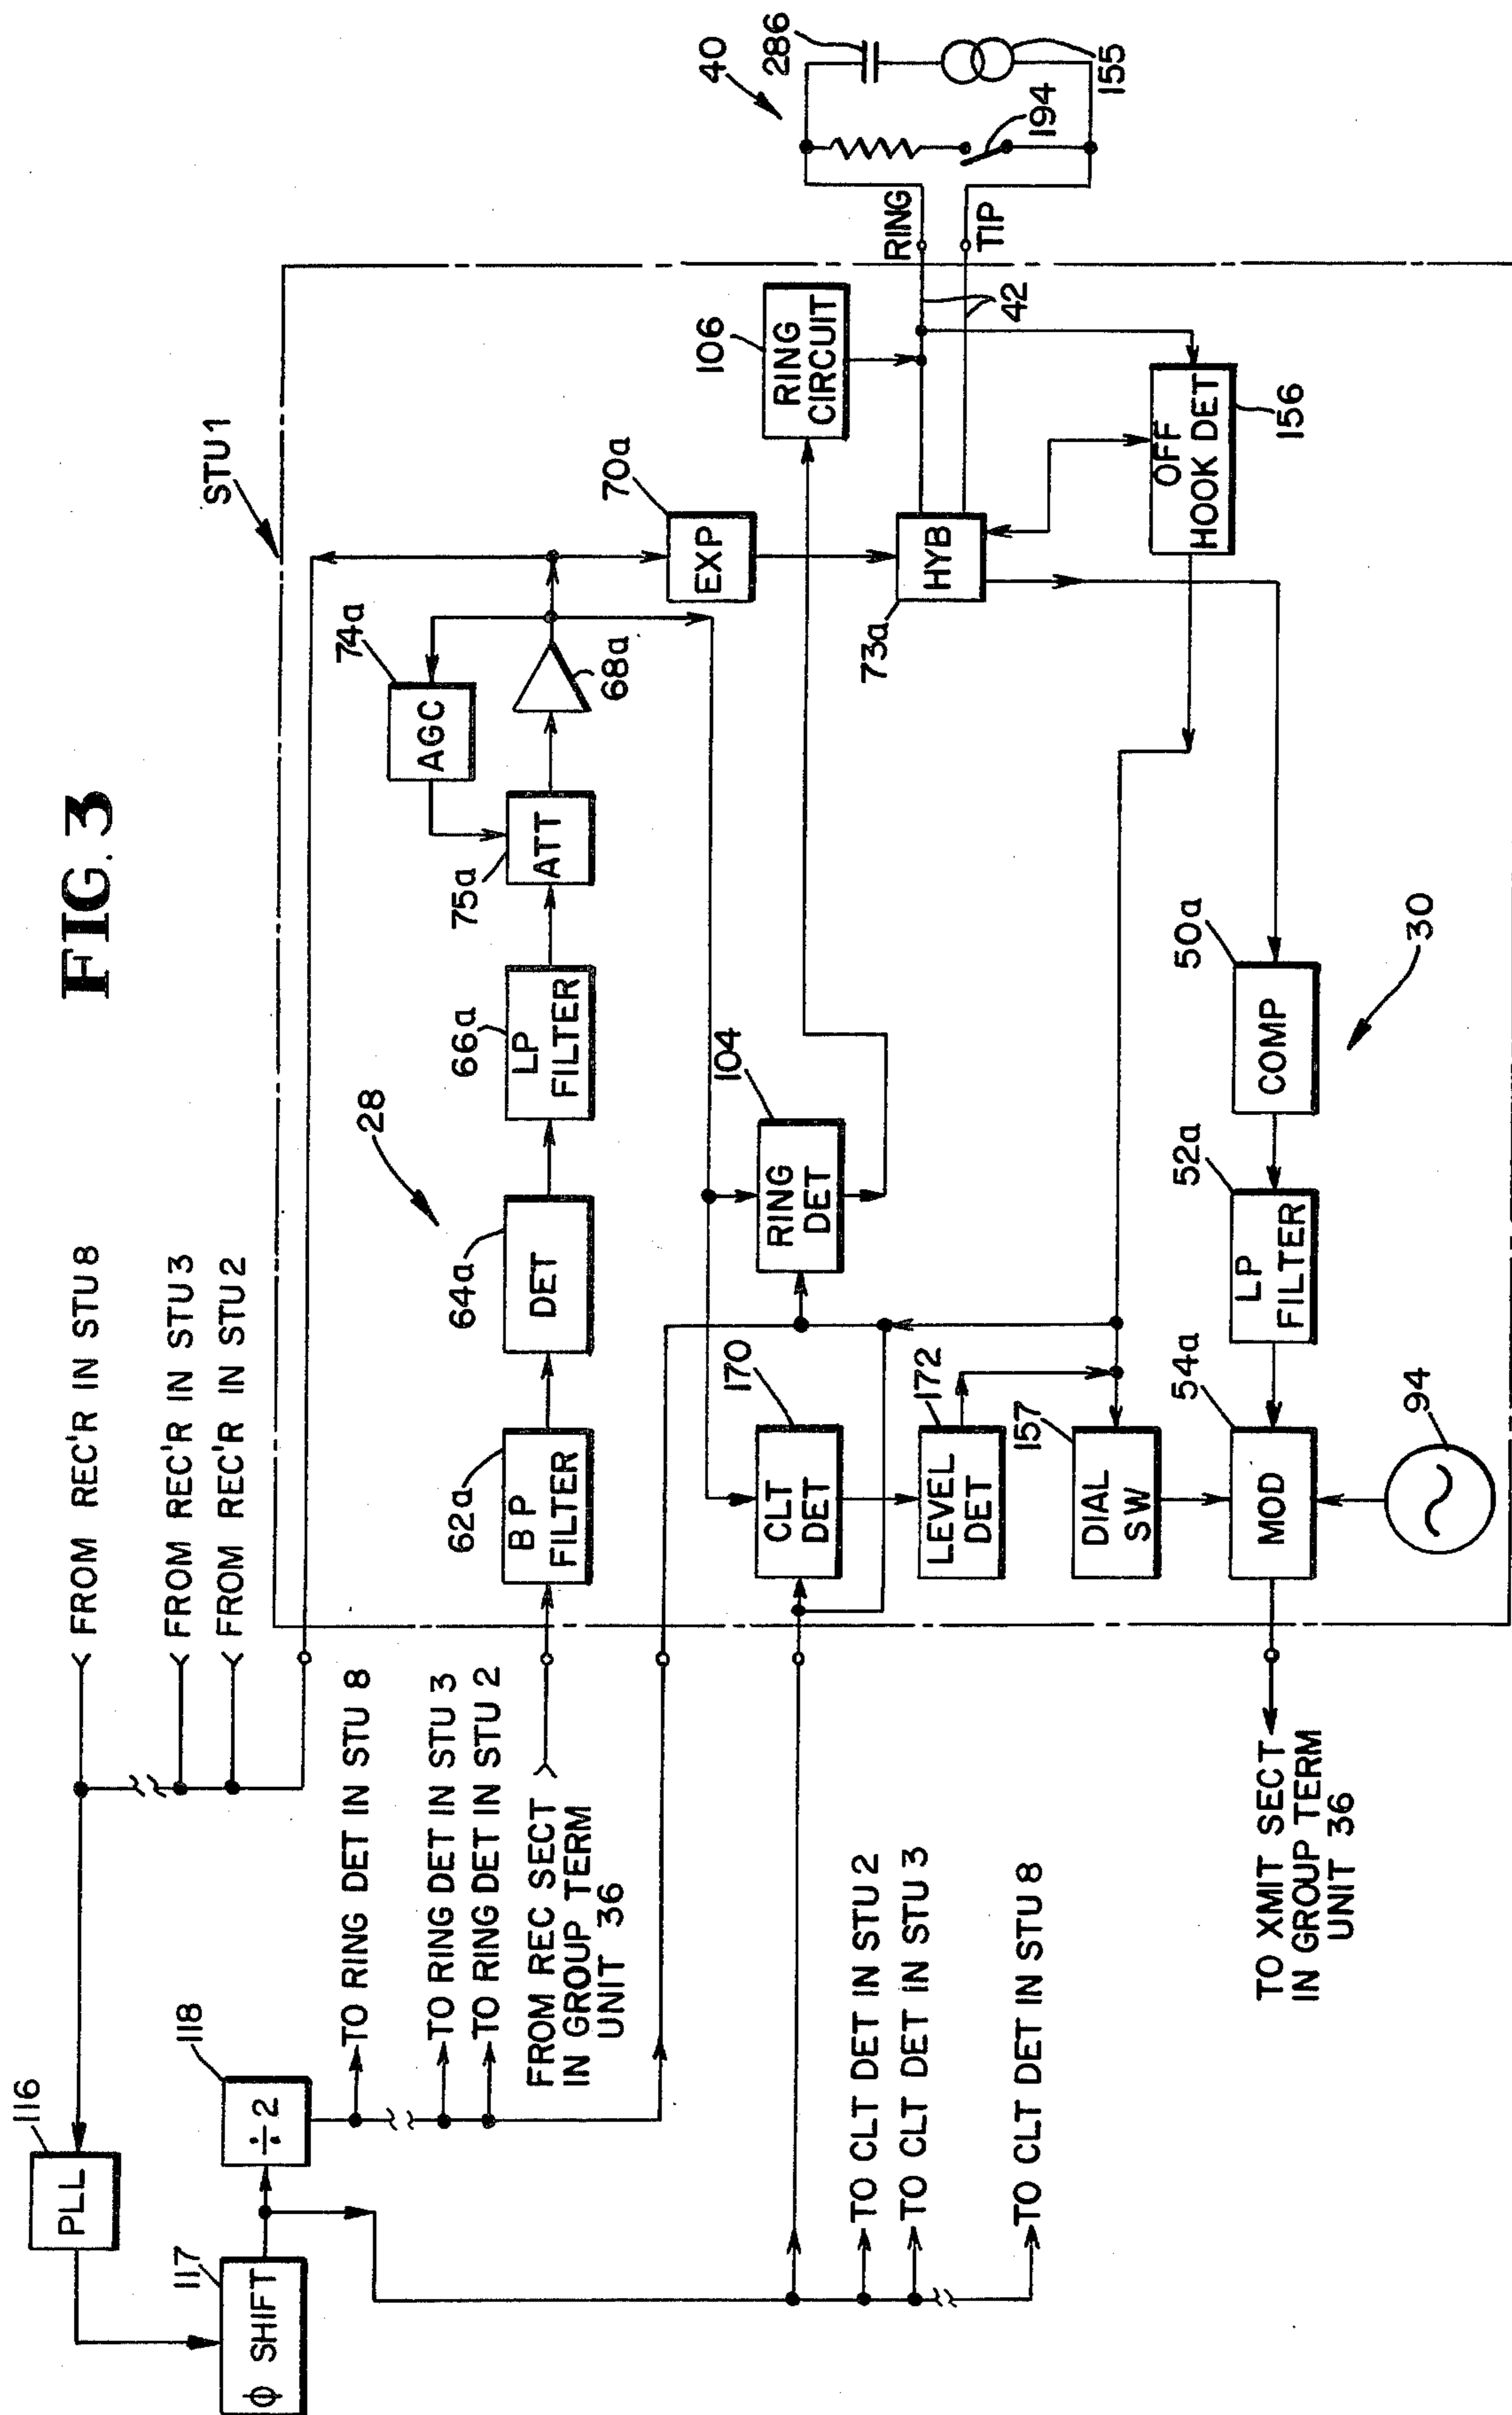 FIG. 3
STU 1
FROM REC'R IN STU 8
FROM REC'R IN STU 3
FROM REC'R IN STU 2
116
PLL
117
Φ SHIFT
118
÷2
TO RING DET IN STU 8
TO RING DET IN STU 3
TO RING DET IN STU 2
FROM REC SECT
IN GROUP TERM
UNIT 36
28
62a
BP
FILTER
64a
DET
66a
LP
FILTER
75a
ATT
74a
AGC
68a
70a
EXP
40
286
155
194
RING
TIP
42
106
RING
CIRCUIT
104
RING
DET
170
CLT
DET
172
LEVEL
DET
157
DIAL
SW
73a
HYB
OFF
HOOK DET
156
TO CLT DET IN STU 2
TO CLT DET IN STU 3
TO CLT DET IN STU 8
TO XMIT SECT
IN GROUP TERM
UNIT 36
54a
MOD
94
52a
LP
FILTER
50a
COMP
30